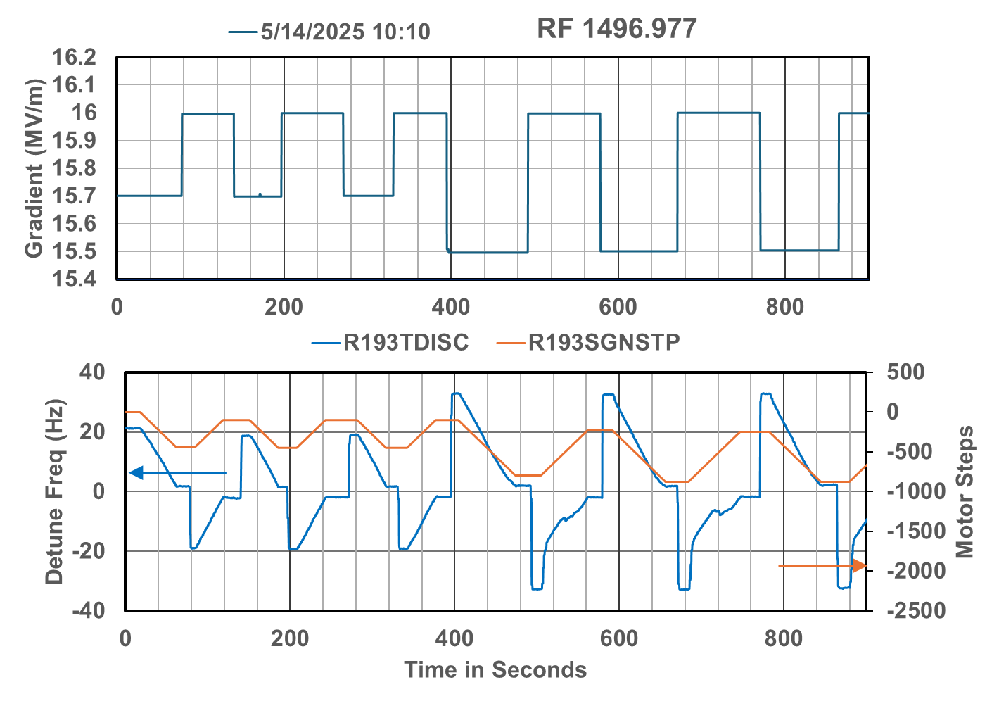 5/14/2025 10:10 RF 1496.977
Gradient (MV/m)
16.2
16.1
16
15.9
15.8
15.7
15.6
15.5
15.4
0 200 400 600 800
R193TDISC R193SGNSTP
Detune Freq (Hz)
40
20
0
-20
-40
500
0
-500
-1000
-1500
-2000
-2500
Motor Steps
0 200 400 600 800
Time in Seconds